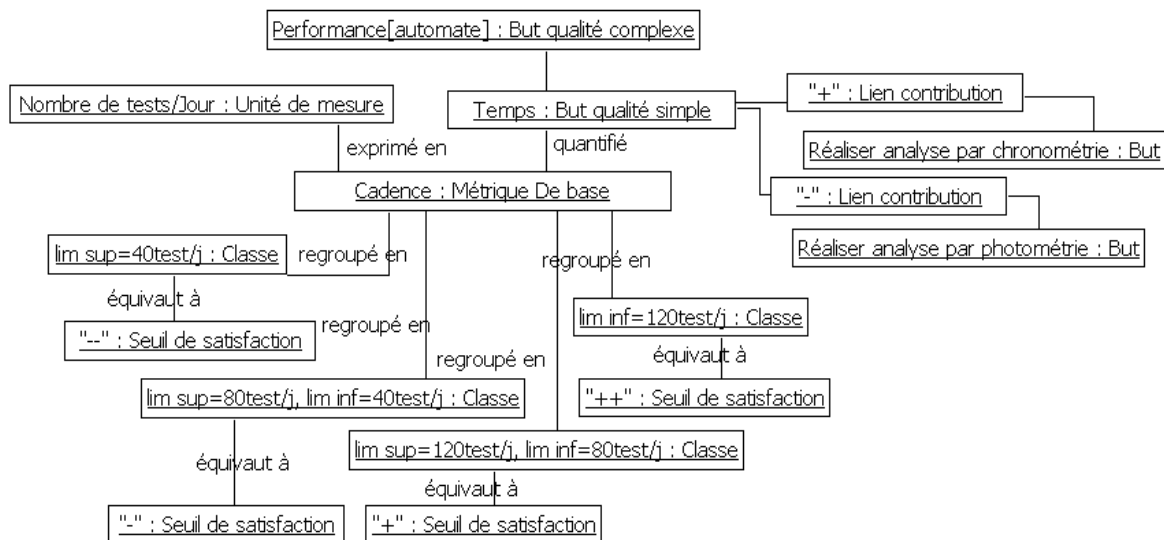 Performance[automate] : But qualité complexe
Nombre de tests/Jour : Unité de mesure
Temps : But qualité simple
"+" : Lien contribution
exprimé en
quantifié
Réaliser analyse par chronométrie : But
Cadence : Métrique De base
"-" : Lien contribution
lim sup=40test/j : Classe
regroupé en
regroupé en
Réaliser analyse par photométrie : But
équivaut à
lim inf=120test/j : Classe
"--" : Seuil de satisfaction
regroupé en
regroupé en
équivaut à
lim sup=80test/j, lim inf=40test/j : Classe
"++" : Seuil de satisfaction
lim sup=120test/j, lim inf=80test/j : Classe
équivaut à
équivaut à
"-" : Seuil de satisfaction
"+" : Seuil de satisfaction